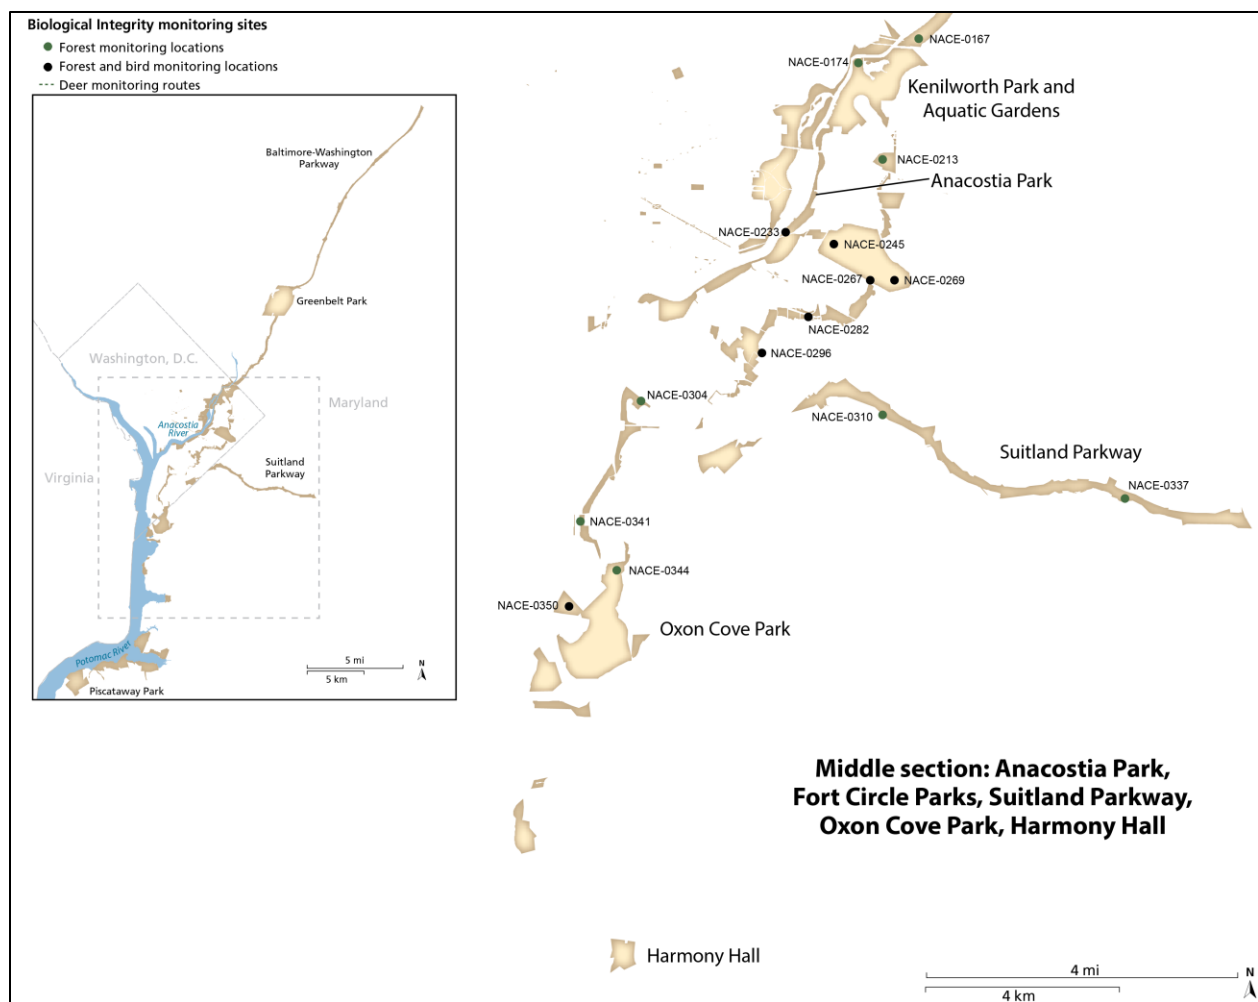 Biological Integrity monitoring sites
Forest monitoring locations
Forest and bird monitoring locations
Deer monitoring routes
Baltimore-Washington
Parkway
Greenbelt Park
Washington, D.C.
Maryland
Anacostia
River
Virginia
Suitland
Parkway
Potomac River
Piscataway Park
5 mi
5 km
N
NACE-0167
NACE-0174
Kenilworth Park and
Aquatic Gardens
NACE-0213
Anacostia Park
NACE-0233
NACE-0245
NACE-0267
NACE-0269
NACE-0282
NACE-0296
NACE-0304
NACE-0310
Suitland Parkway
NACE-0337
NACE-0341
NACE-0344
NACE-0350
Oxon Cove Park
Middle section: Anacostia Park,
Fort Circle Parks, Suitland Parkway,
Oxon Cove Park, Harmony Hall
Harmony Hall
4 mi
4 km
N